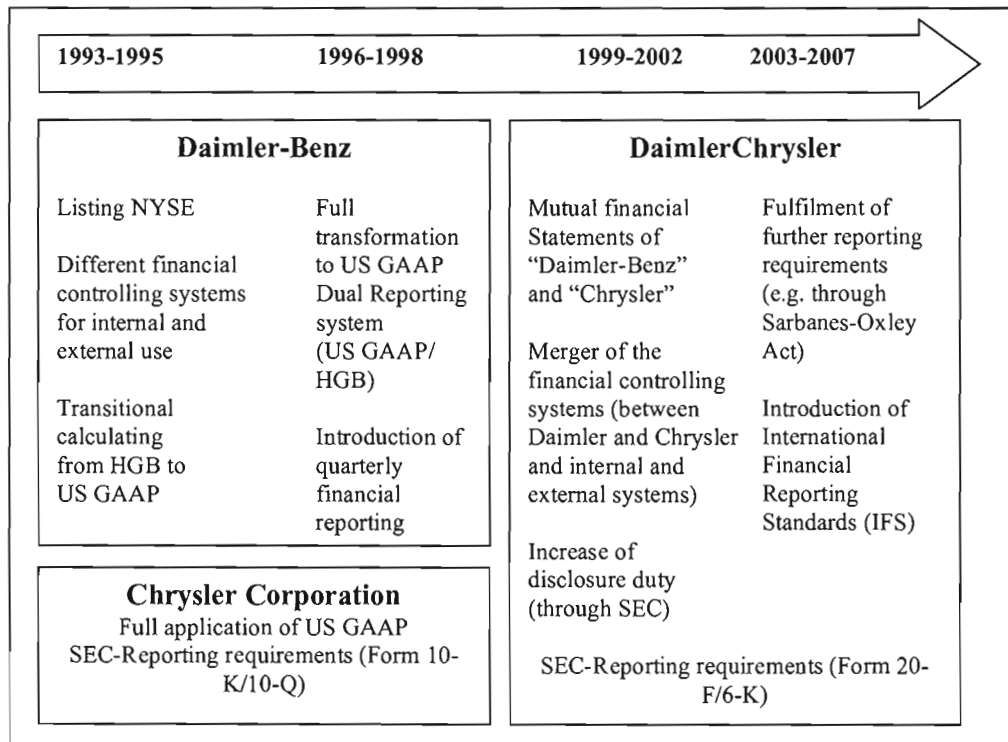 1993-1995 1996-1998 1999-2002 2003-2007
Daimler-Benz
Listing NYSE
Different financial
controlling systems
for internal and
external use
Transitional
calculating
from HGB to
US GAAP
Full
transformation
to US GAAP
Dual Reporting
system
(US GAAP/
HGB)
Introduction of
quarterly
financial
reporting
Chrysler Corporation
Full application of US GAAP
SEC-Reporting requirements (Form 10-
K/10-Q)
DaimlerChrysler
Mutual financial
Statements of
“Daimler-Benz”
and “Chrysler”
Merger of the
financial controlling
systems (between
Daimler and Chrysler
and internal and
external systems)
Increase of
disclosure duty
(through SEC)
Fulfilment of
further reporting
requirements
(e.g. through
Sarbanes-Oxley
Act)
Introduction of
International
Financial
Reporting
Standards (IFS)
SEC-Reporting requirements (Form 20-
F/6-K)